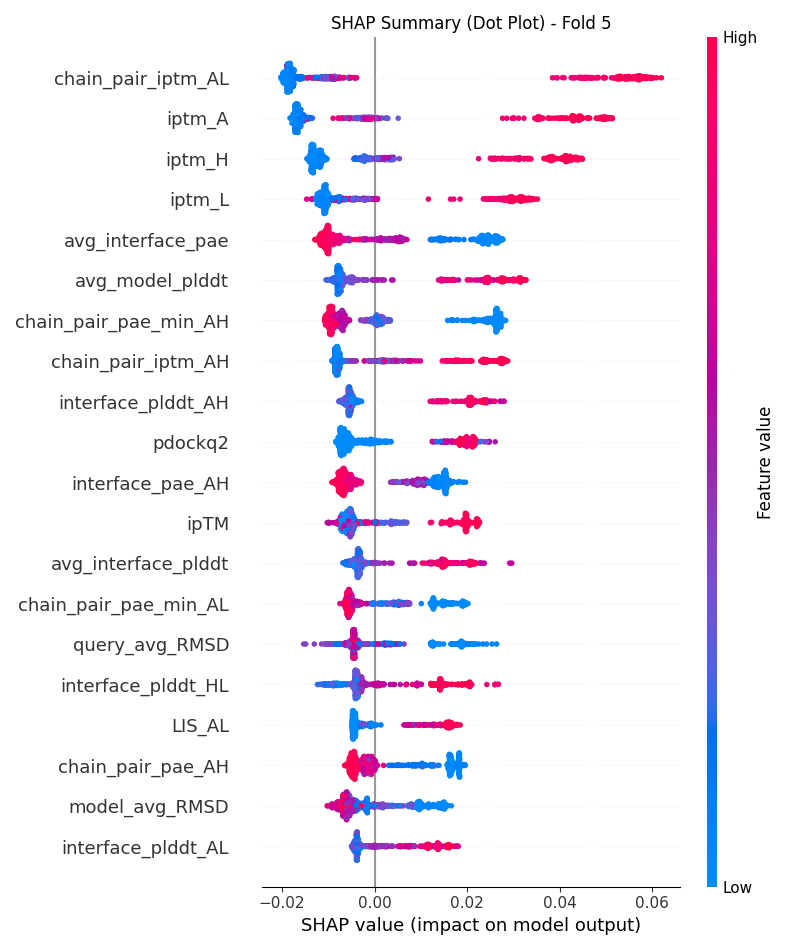 SHAP Summary (Dot Plot) - Fold 5
High
chain_pair_iptm_AL
iptm_A
iptm_H
iptm_L
avg_interface_pae
avg_model_plddt
chain_pair_pae_min_AH
chain_pair_iptm_AH
interface_plddt_AH
pdockq2
interface_pae_AH
ipTM
avg_interface_plddt
chain_pair_pae_min_AL
query_avg_RMSD
interface_plddt_HL
LIS_AL
chain_pair_pae_AH
model_avg_RMSD
interface_plddt_AL
Feature value
Low
−0.02 0.00 0.02 0.04 0.06
SHAP value (impact on model output)